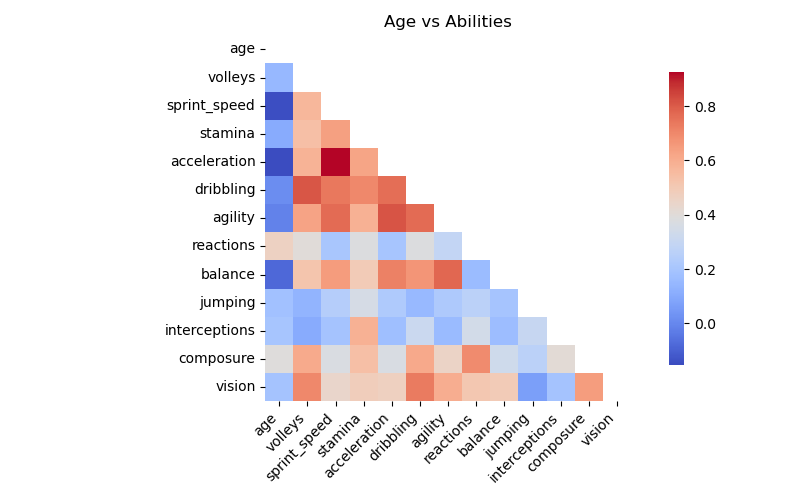 Age vs Abilities
age
volleys
sprint_speed
stamina
acceleration
dribbling
agility
reactions
balance
jumping
interceptions
composure
vision
0.8
0.6
0.4
0.2
0.0
age
volleys
sprint_speed
stamina
acceleration
dribbling
agility
reactions
balance
jumping
interceptions
composure
vision